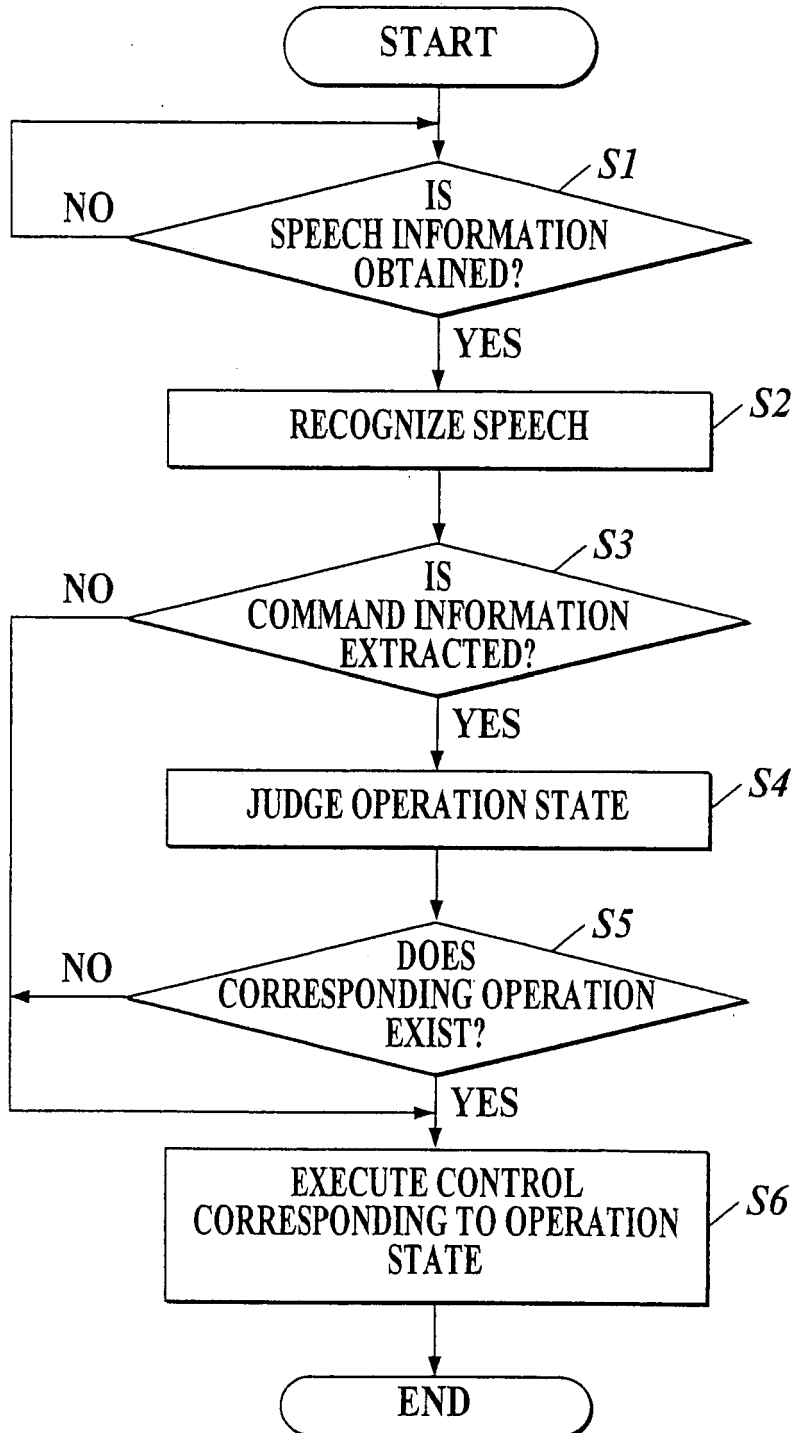 START
S1
IS
SPEECH INFORMATION
OBTAINED?
NO
YES
RECOGNIZE SPEECH
S2
S3
IS
COMMAND INFORMATION
EXTRACTED?
NO
YES
JUDGE OPERATION STATE
S4
S5
DOES
CORRESPONDING OPERATION
EXIST?
NO
YES
EXECUTE CONTROL
CORRESPONDING TO OPERATION
STATE
S6
END